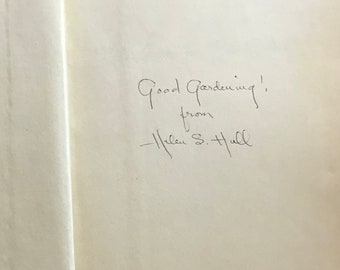 Good Gardening!
from
Helen S. Hull